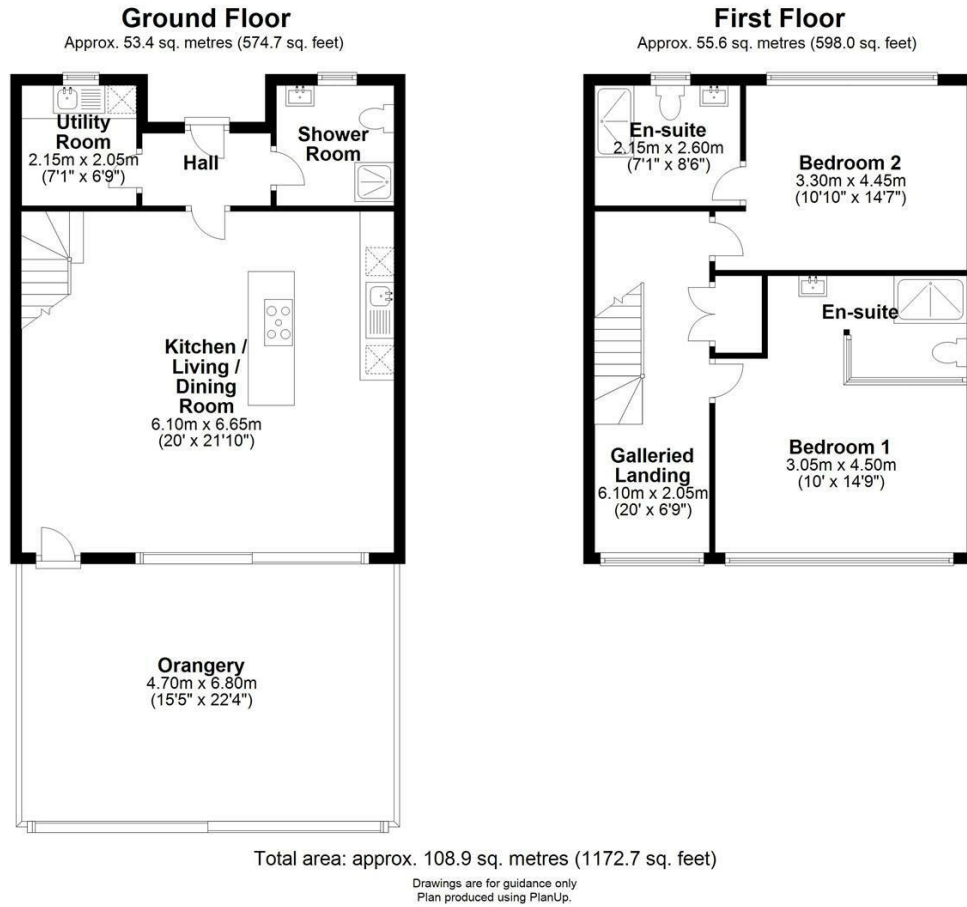 Ground Floor
Approx. 53.4 sq. metres (574.7 sq. feet)
Utility
Room
2.15m x 2.05m
(7'1" x 6'9")
Hall
Shower
Room
Kitchen /
Living /
Dining
Room
6.10m x 6.65m
(20' x 21'10")
Orangery
4.70m x 6.80m
(15'5" x 22'4")
First Floor
Approx. 55.6 sq. metres (598.0 sq. feet)
En-suite
2.15m x 2.60m
(7'1" x 8'6")
Bedroom 2
3.30m x 4.45m
(10'10" x 14'7")
En-suite
Bedroom 1
3.05m x 4.50m
(10' x 14'9")
Galleried
Landing
6.10m x 2.05m
(20' x 6'9")
Total area: approx. 108.9 sq. metres (1172.7 sq. feet)
Drawings are for guidance only
Plan produced using PlanUp.